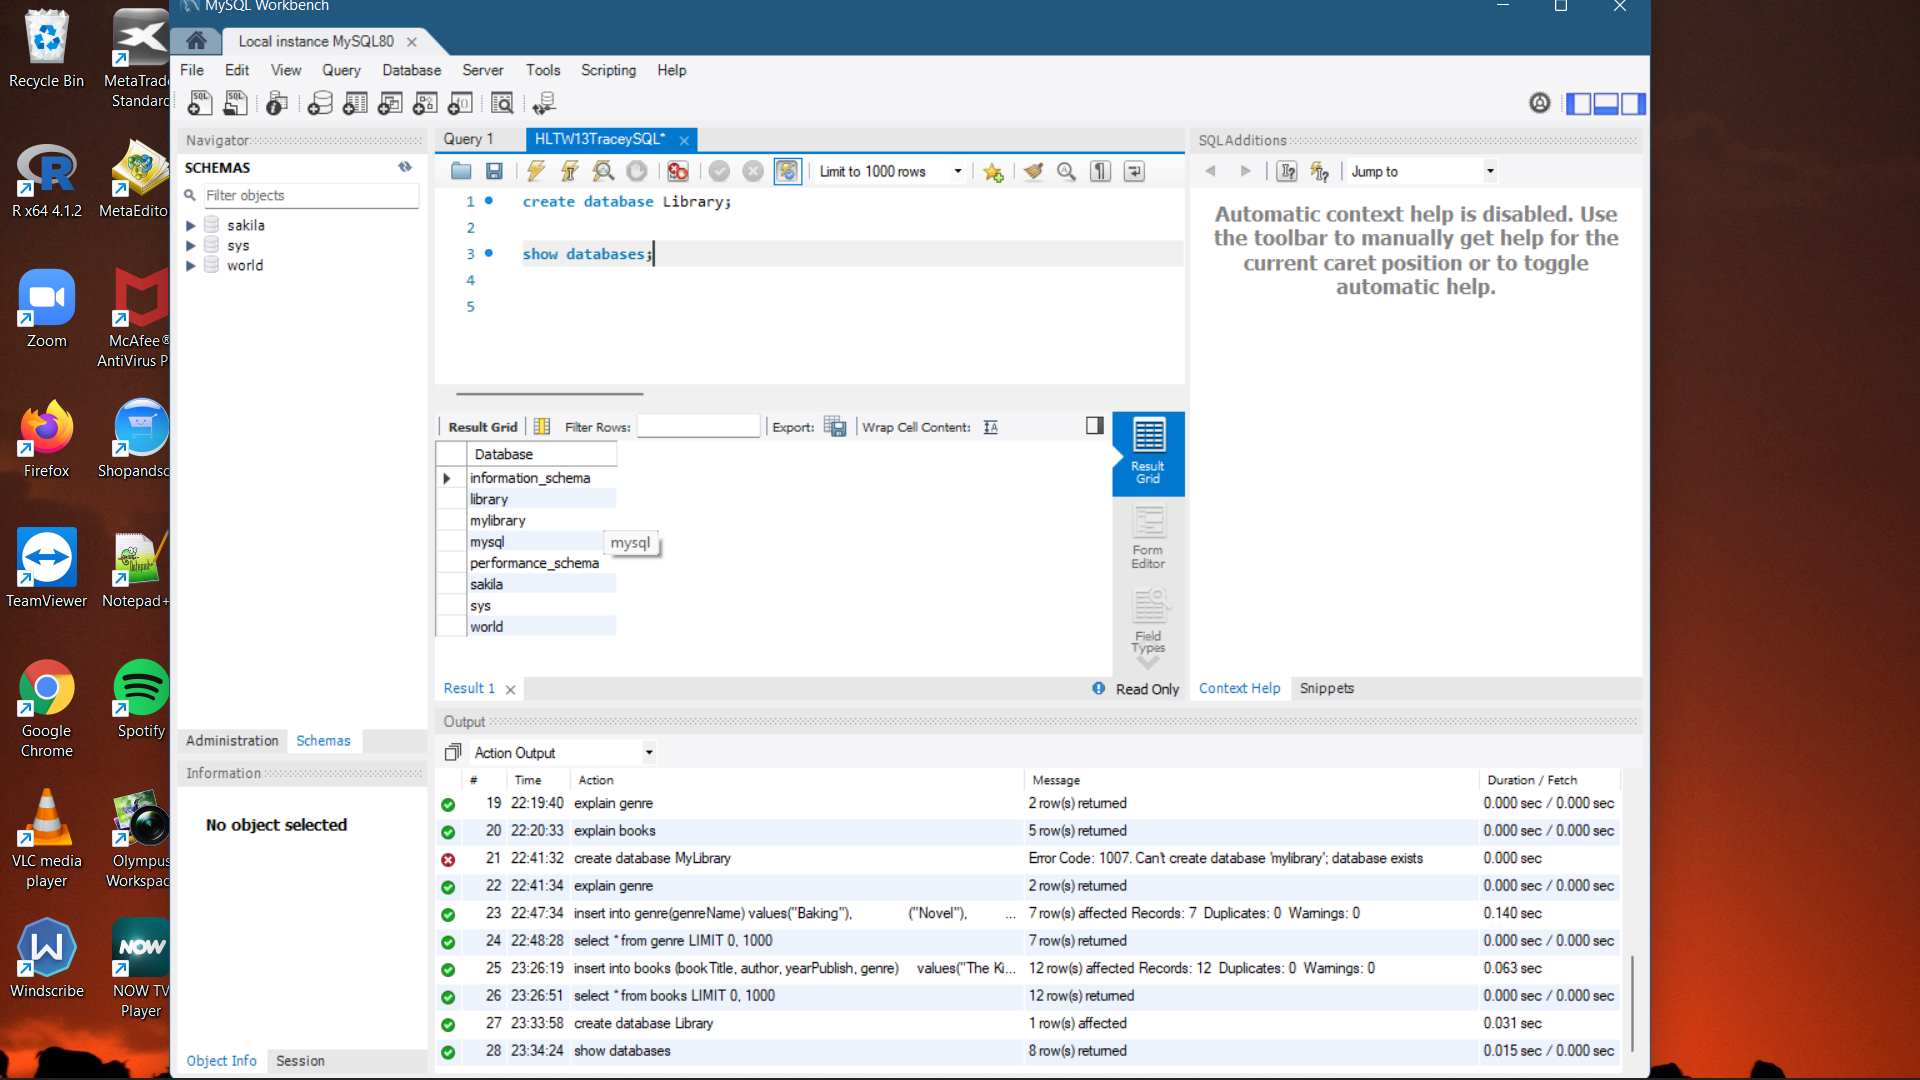 MySQL Workbench
Local instance MySQL80
File Edit View Query Database Server Tools Scripting Help
Navigator
SCHEMAS
Filter objects
sakila
sys
world
Administration Schemas
Information
No object selected
Object Info Session
Query 1 HLTW13TraceySQL*
Limit to 1000 rows
1 create database Library;
2
3 show databases;
4
5
Result Grid Filter Rows: Export: Wrap Cell Content:
Database
information_schema
library
mylibrary
mysql
mysql
performance_schema
sakila
sys
world
Result Grid
Form Editor
Field Types
Result 1
Read Only
SQLAdditions
Jump to
Automatic context help is disabled. Use
the toolbar to manually get help for the
current caret position or to toggle
automatic help.
Context Help Snippets
Output
Action Output
# Time Action Message Duration / Fetch
19 22:19:40 explain genre 2 row(s) returned 0.000 sec / 0.000 sec
20 22:20:33 explain books 5 row(s) returned 0.000 sec / 0.000 sec
21 22:41:32 create database MyLibrary Error Code: 1007. Can't create database 'mylibrary'; database exists 0.000 sec
22 22:41:34 explain genre 2 row(s) returned 0.000 sec / 0.000 sec
23 22:47:34 insert into genre(genreName) values("Baking"), ("Novel"), ... 7 row(s) affected Records: 7 Duplicates: 0 Warnings: 0 0.140 sec
24 22:48:28 select * from genre LIMIT 0, 1000 7 row(s) returned 0.000 sec / 0.000 sec
25 23:26:19 insert into books (bookTitle, author, yearPublish, genre) values("The Ki... 12 row(s) affected Records: 12 Duplicates: 0 Warnings: 0 0.063 sec
26 23:26:51 select * from books LIMIT 0, 1000 12 row(s) returned 0.000 sec / 0.000 sec
27 23:33:58 create database Library 1 row(s) affected 0.031 sec
28 23:34:24 show databases 8 row(s) returned 0.015 sec / 0.000 sec
Recycle Bin
MetaTrade
Standard
R x64 4.1.2
MetaEdito
Zoom
McAfee®
AntiVirus P
Firefox
Shopandsc
TeamViewer
Notepad+
Google
Chrome
Spotify
VLC media
player
Olympus
Workspac
Windscribe
NOW
NOW TV
Player